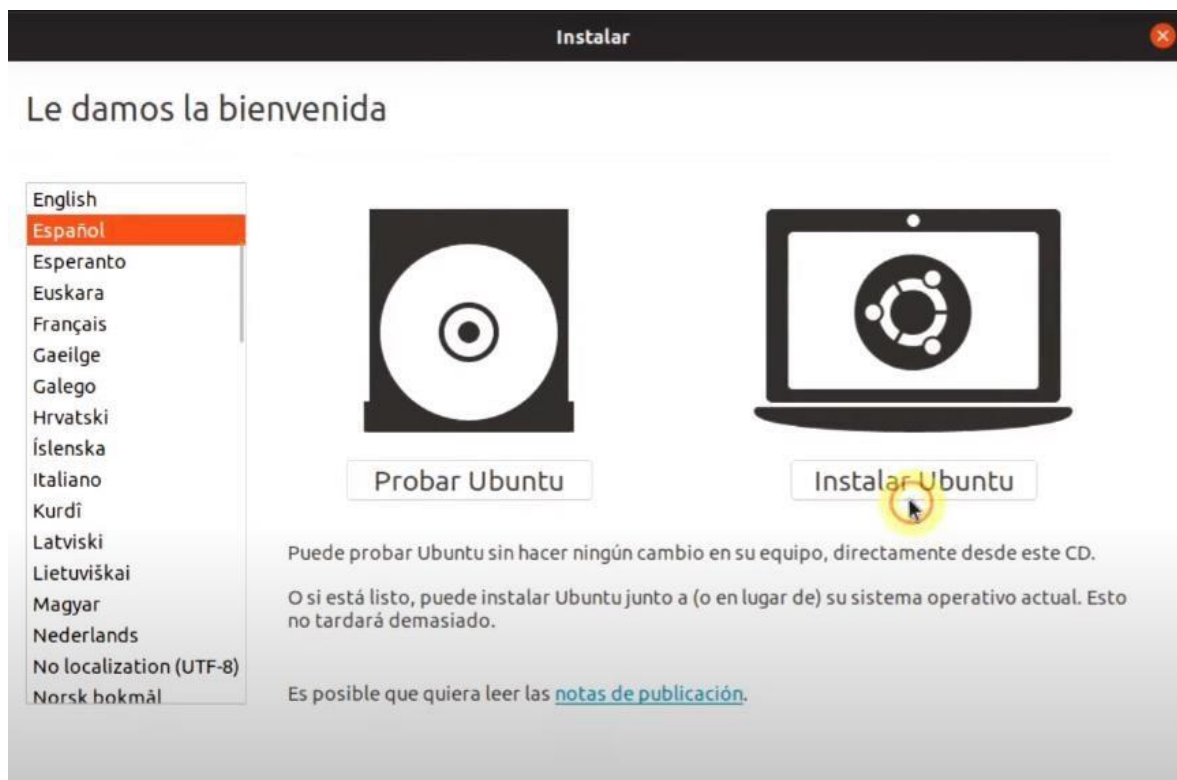 Instalar
Le damos la bienvenida
English
Español
Esperanto
Euskara
Français
Gaeilge
Galego
Hrvatski
Íslenska
Italiano
Kurdî
Latviski
Lietuviškai
Magyar
Nederlands
No localization (UTF-8)
Norsk bokmål
Probar Ubuntu
Instalar Ubuntu
Puede probar Ubuntu sin hacer ningún cambio en su equipo, directamente desde este CD.
O si está listo, puede instalar Ubuntu junto a (o en lugar de) su sistema operativo actual. Esto
no tardará demasiado.
Es posible que quiera leer las notas de publicación.